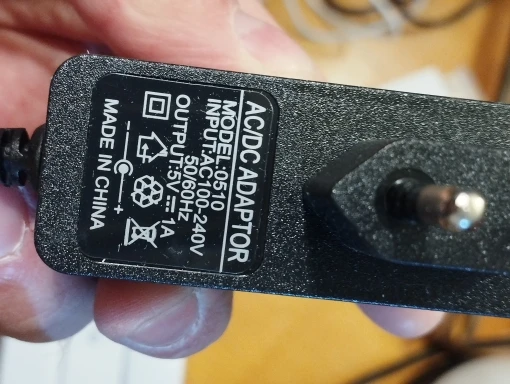 AC/DC ADAPTOR
MODEL:0510
INPUT:AC100-240V
50/60Hz
OUTPUT:5V⎓1A
- +
MADE IN CHINA